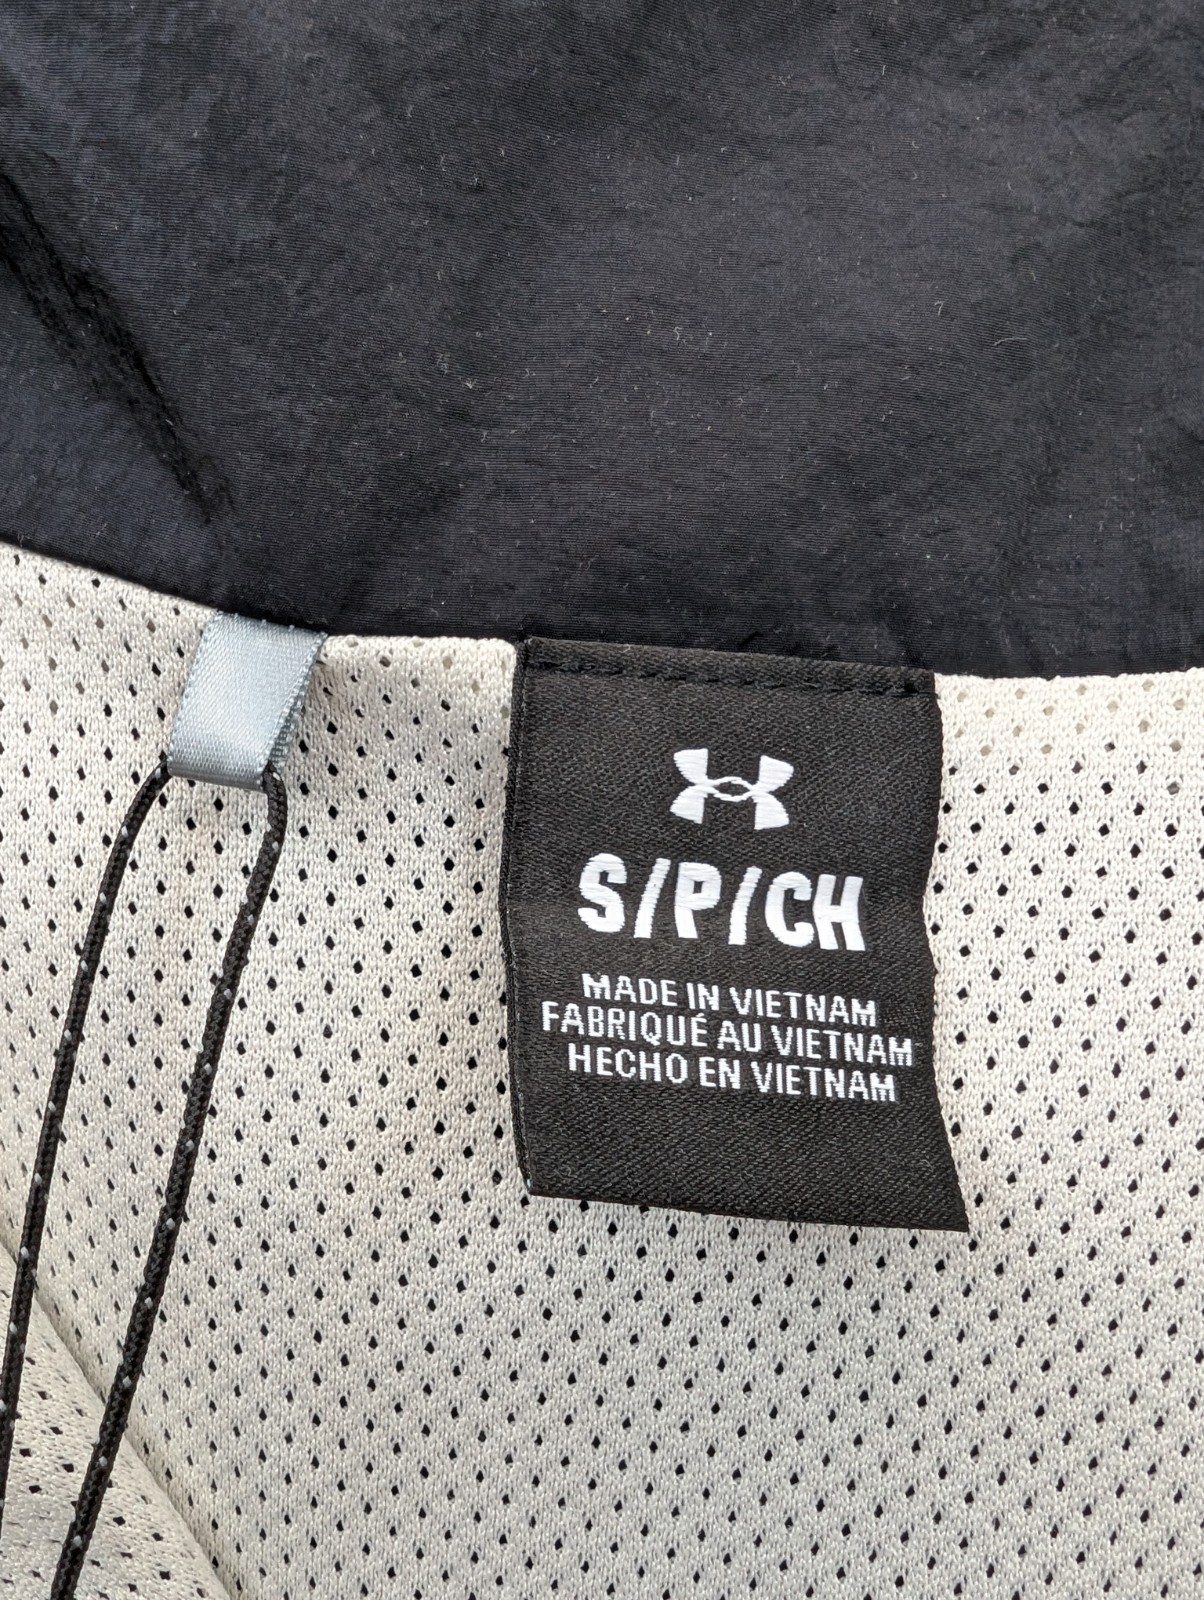 S/P/CH
MADE IN VIETNAM
FABRIQUÉ AU VIETNAM
HECHO EN VIETNAM